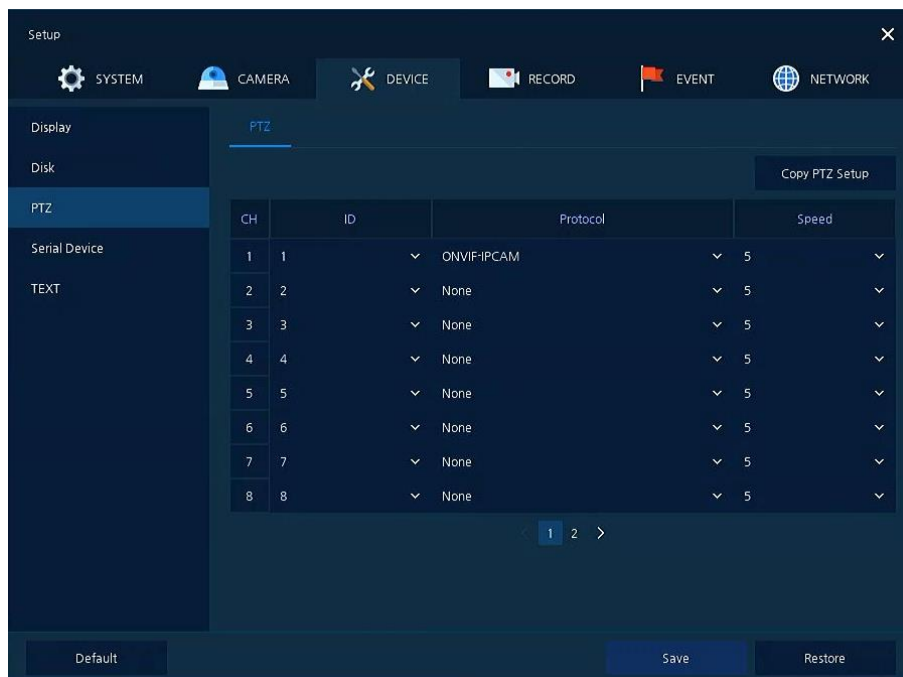 Setup
SYSTEM CAMERA DEVICE RECORD EVENT NETWORK
Display
Disk
PTZ
Serial Device
TEXT
PTZ
Copy PTZ Setup
CH ID Protocol Speed
1 1 ONVIF-IPCAM 5
2 2 None 5
3 3 None 5
4 4 None 5
5 5 None 5
6 6 None 5
7 7 None 5
8 8 None 5
1 2
Default Save Restore